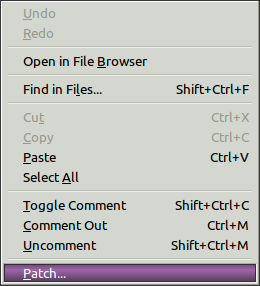 Undo
Redo
Open in File Browser
Find in Files... Shift+Ctrl+F
Cut Ctrl+X
Copy Ctrl+C
Paste Ctrl+V
Select All
Toggle Comment Shift+Ctrl+C
Comment Out Ctrl+M
Uncomment Shift+Ctrl+M
Patch...